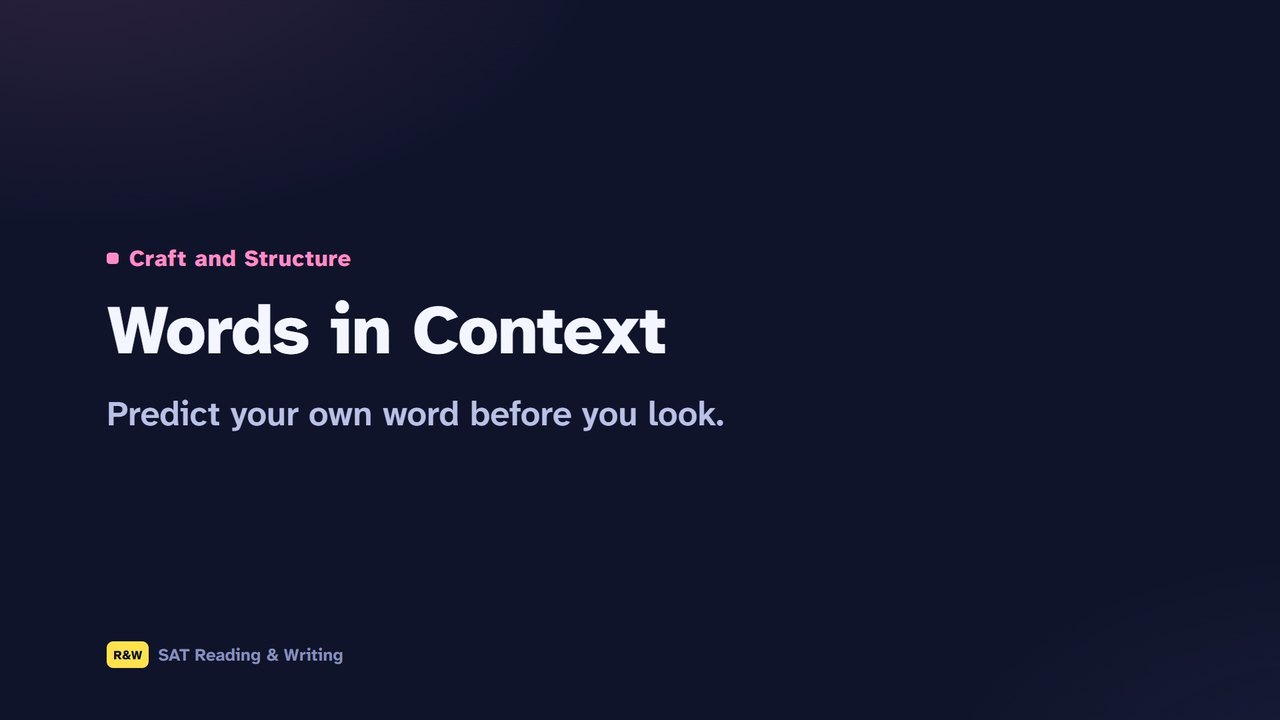 Craft and Structure
Words in Context
Predict your own word before you look.
R&W SAT Reading & Writing